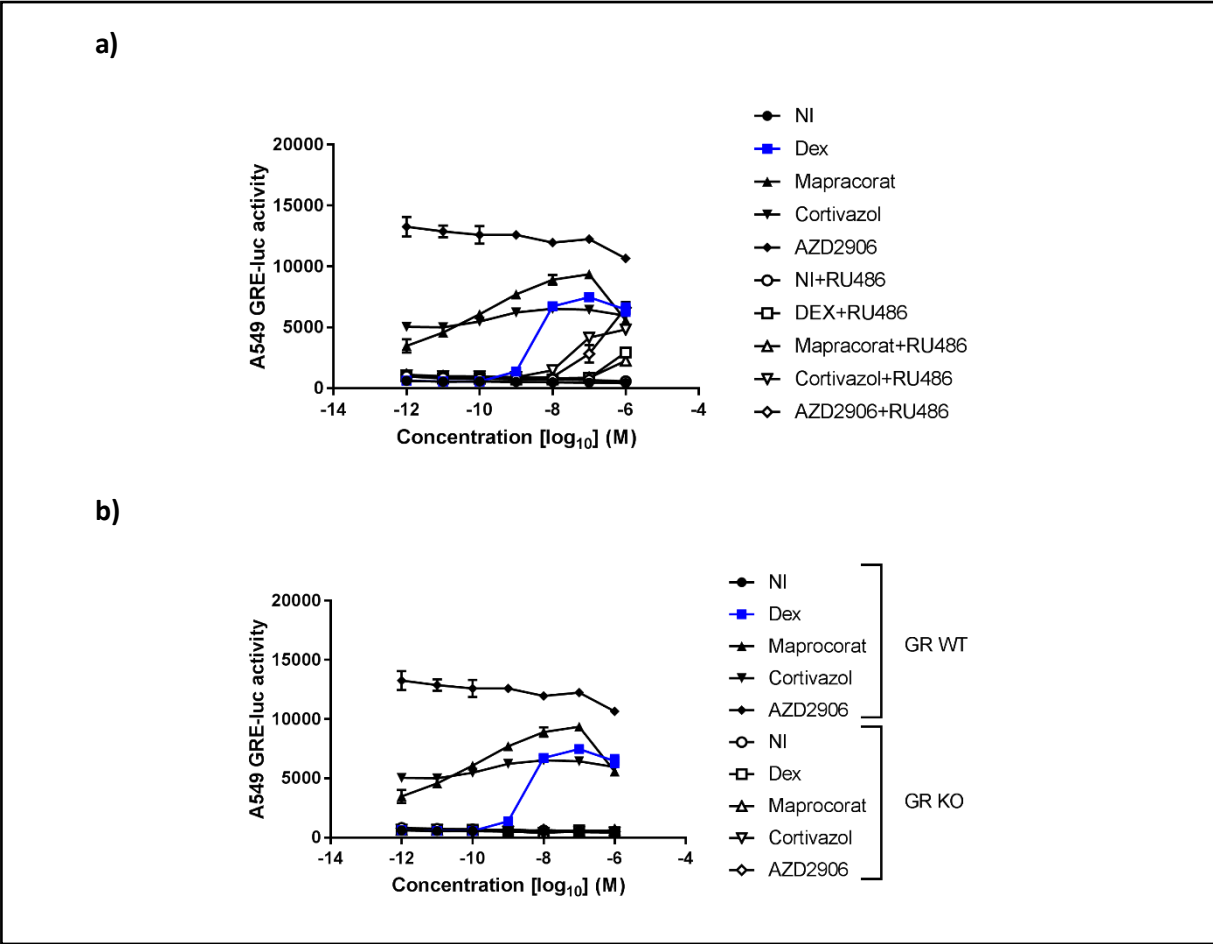 a)
NI
Dex
Mapracorat
Cortivazol
AZD2906
NI+RU486
DEX+RU486
Mapracorat+RU486
Cortivazol+RU486
AZD2906+RU486
A549 GRE-luc activity
20000
15000
10000
5000
0
-14 -12 -10 -8 -6 -4
Concentration [log10] (M)
b)
NI
Dex
Maprocorat
Cortivazol
AZD2906
GR WT
NI
Dex
Maprocorat
Cortivazol
AZD2906
GR KO
A549 GRE-luc activity
20000
15000
10000
5000
0
-14 -12 -10 -8 -6 -4
Concentration [log10] (M)